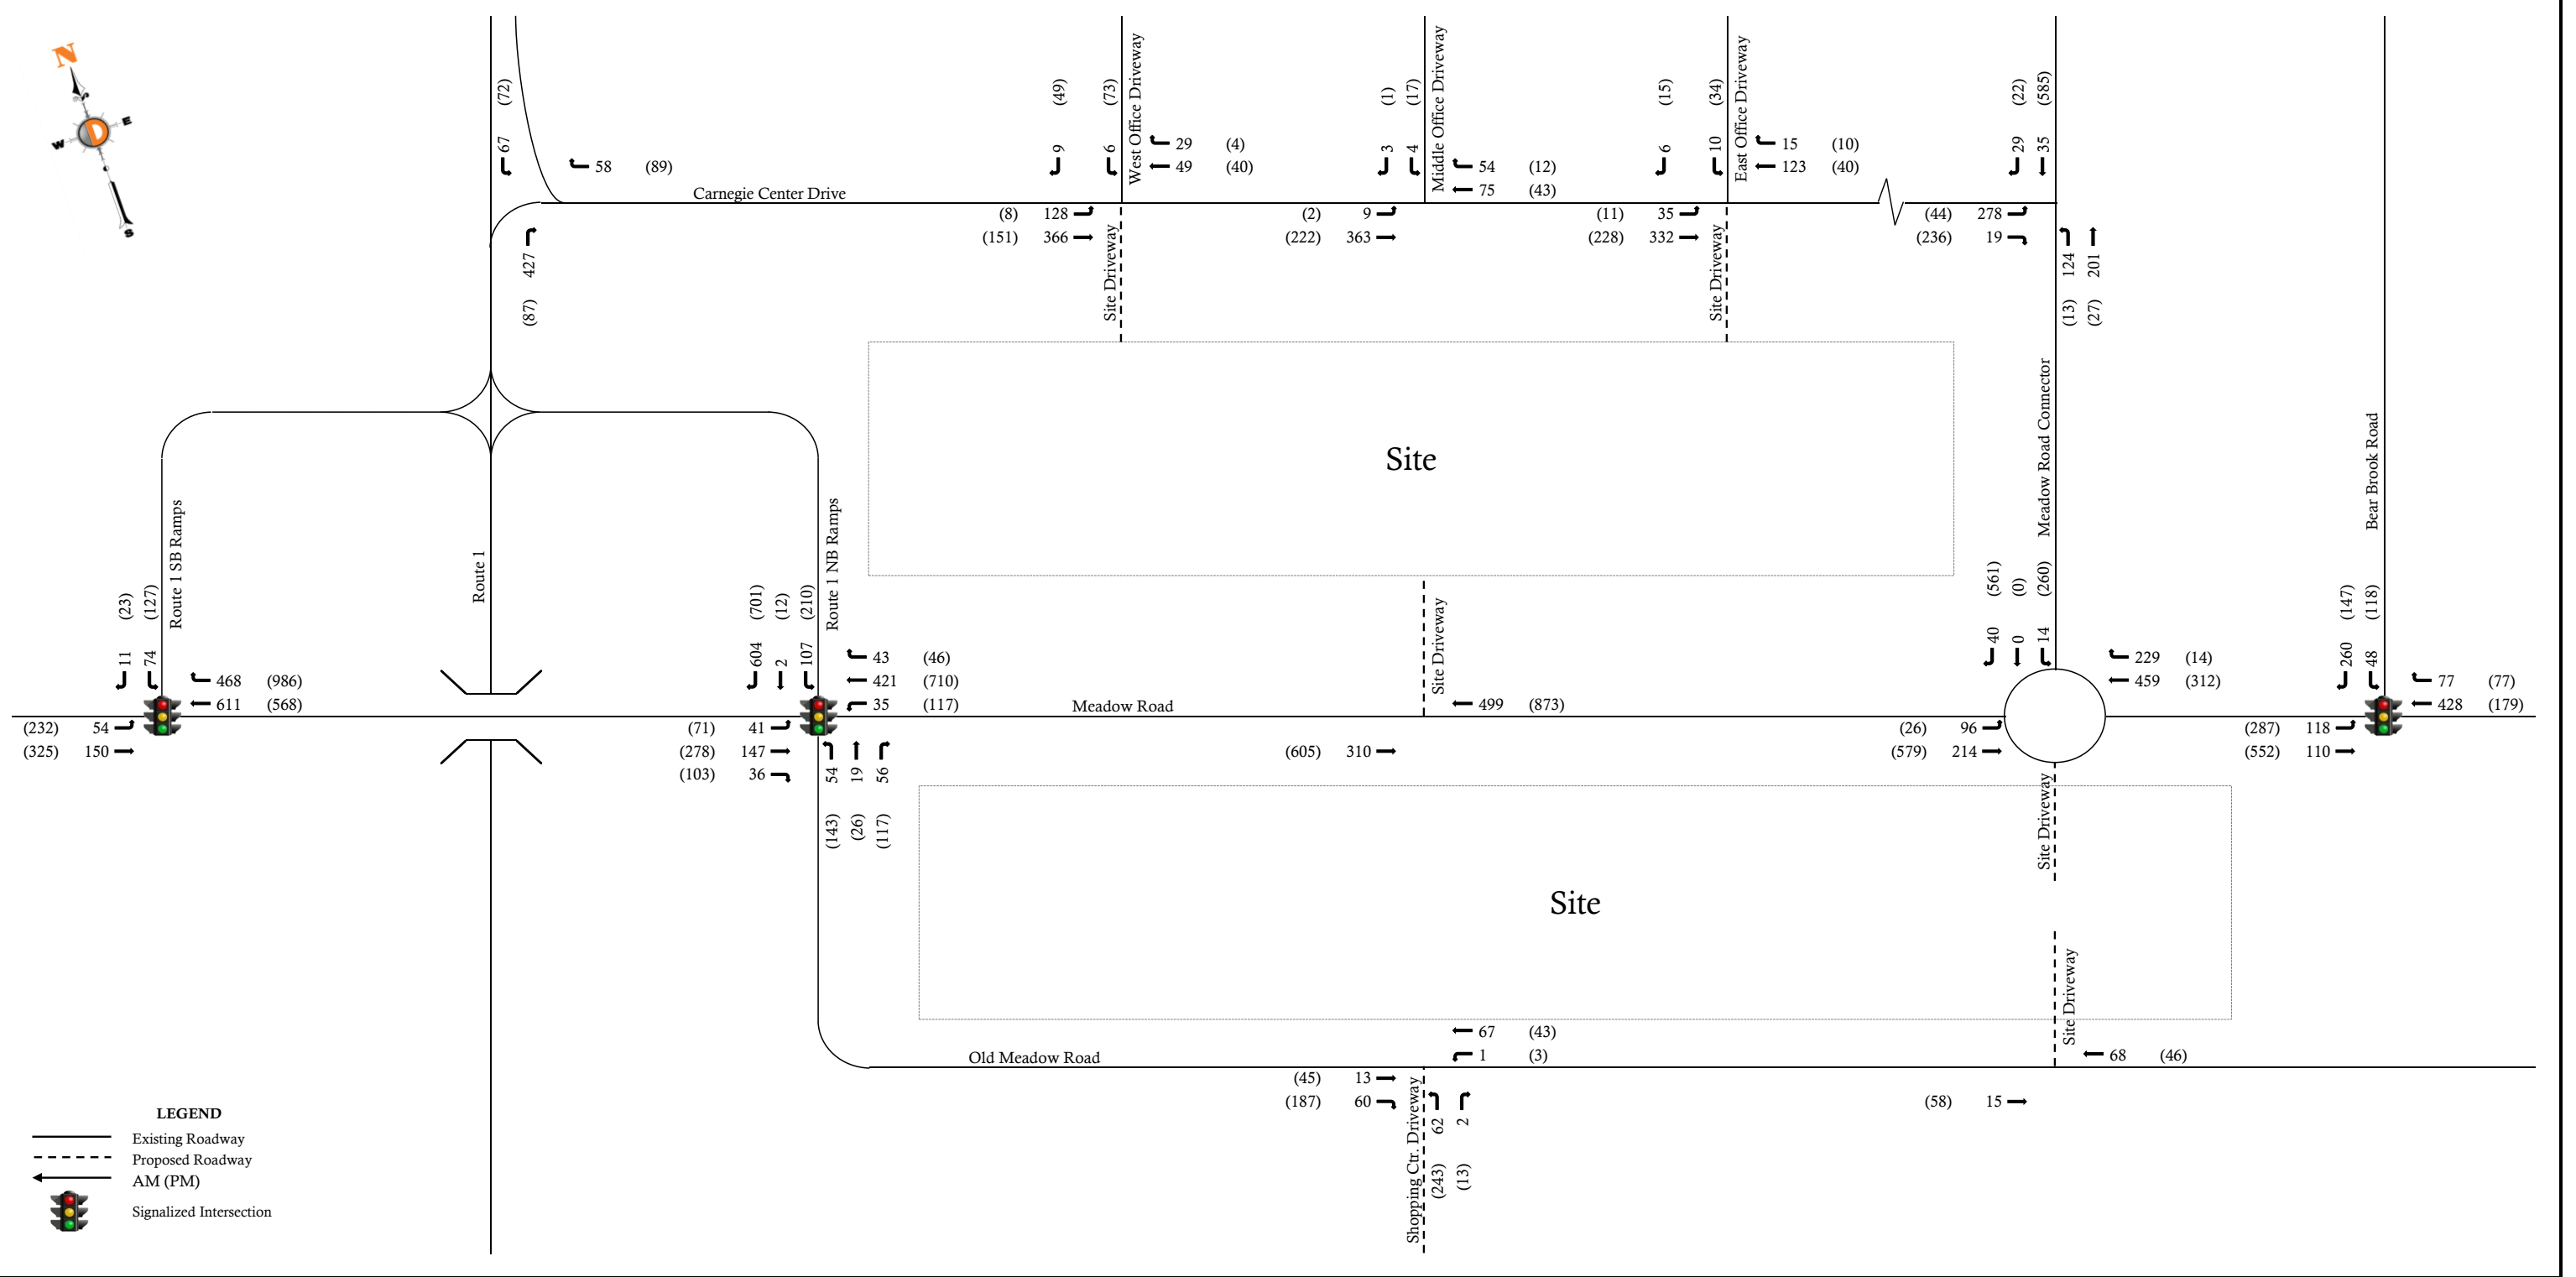 N
W
E
D
S
(72)
67
58 (89)
Carnegie Center Drive
427
(87)
(49) (73)
9 6
West Office Driveway
29 (4)
49 (40)
(8) 128
(151) 366
Site Driveway
(1) (17)
3 4
Middle Office Driveway
54 (12)
75 (43)
(2) 9
(222) 363
(15) (34)
6 10
East Office Driveway
15 (10)
123 (40)
(11) 35
(228) 332
Site Driveway
(22) (585)
29 35
(44) 278
(236) 19
124 201
(13) (27)
Site
Meadow Road Connector
Bear Brook Road
Route 1 SB Ramps
(23) (127)
11 74
468 (986)
611 (568)
(232) 54
(325) 150
Route 1
Route 1 NB Ramps
(701) (12) (210)
604 2 107
43 (46)
421 (710)
35 (117)
(71) 41
(278) 147
(103) 36
54 19 56
(143) (26) (117)
Meadow Road
Site Driveway
499 (873)
(605) 310
(561) (0) (260)
40 0 14
229 (14)
459 (312)
(26) 96
(579) 214
Site Driveway
(147) (118)
260 48
77 (77)
428 (179)
(287) 118
(552) 110
Site
Site Driveway
67 (43)
1 (3)
Old Meadow Road
(45) 13
(187) 60
Shopping Ctr. Driveway
62 2
(243) (13)
68 (46)
(58) 15
LEGEND
Existing Roadway
Proposed Roadway
AM (PM)
Signalized Intersection